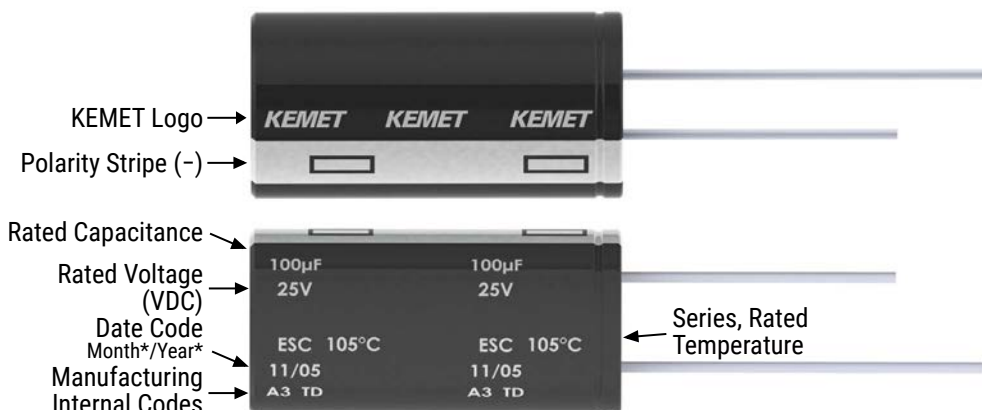 KEMET Logo
KEMET KEMET KEMET
Polarity Stripe (−)
Rated Capacitance
100µF 100µF
Rated Voltage
(VDC)
25V 25V
Date Code
Month*/Year*
ESC 105°C ESC 105°C
Series, Rated
Temperature
11/05 11/05
Manufacturing
Internal Codes
A3 TD A3 TD